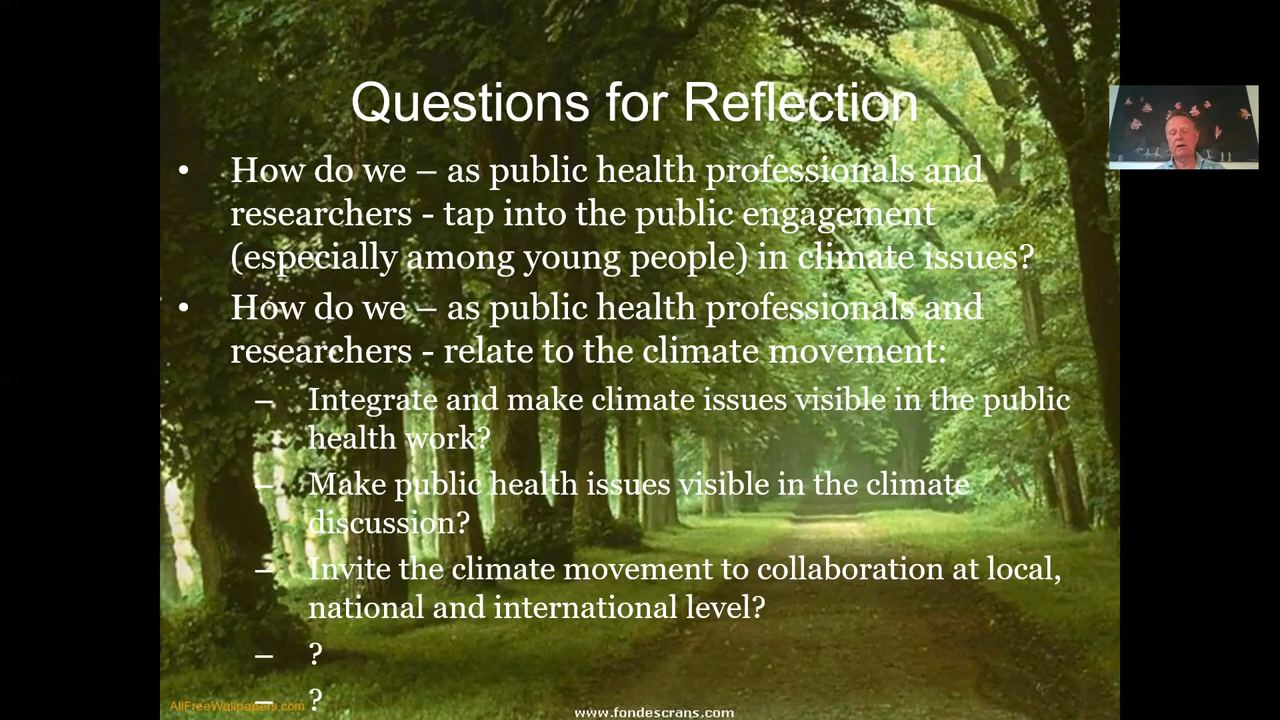 Questions for Reflection
• How do we – as public health professionals and
researchers - tap into the public engagement
(especially among young people) in climate issues?
• How do we – as public health professionals and
researchers - relate to the climate movement:
– Integrate and make climate issues visible in the public
health work?
– Make public health issues visible in the climate
discussion?
– Invite the climate movement to collaboration at local,
national and international level?
– ?
– ?
AllFreeWallpapers.com
www.fondescrans.com